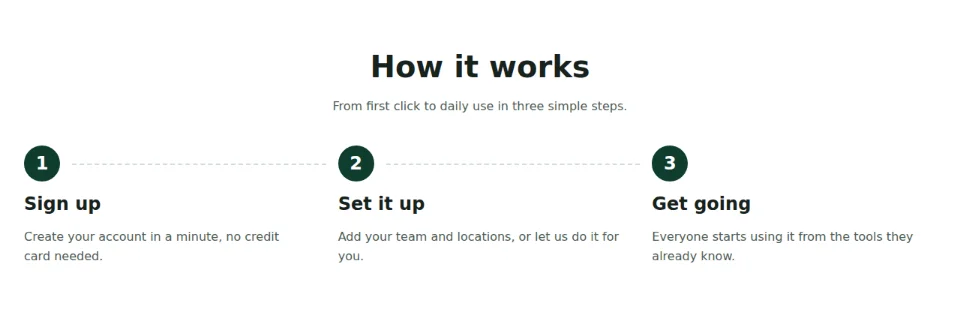 How it works
From first click to daily use in three simple steps.
1
2
3
Sign up
Set it up
Get going
Create your account in a minute, no credit
card needed.
Add your team and locations, or let us do it for
you.
Everyone starts using it from the tools they
already know.